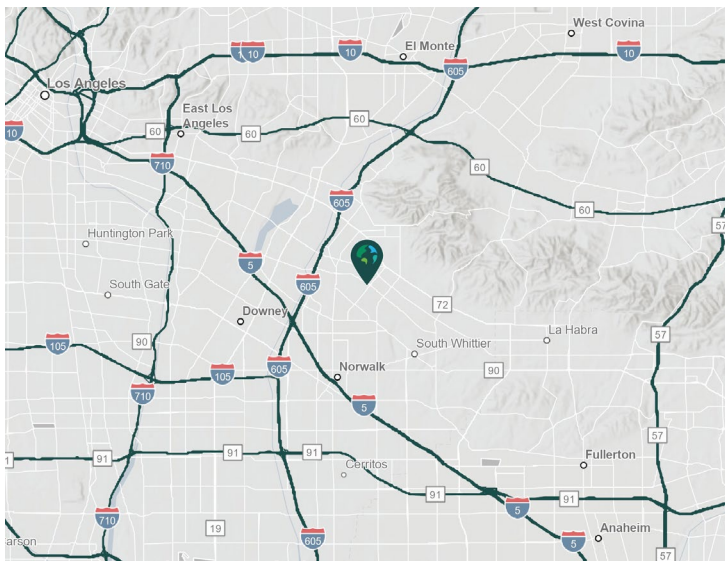 West Covina
10
10
10
El Monte
605
Los Angeles
East Los
Angeles
60
60
10
710
60
605
60
57
Huntington Park
5
605
South Gate
72
Downey
La Habra
57
90
105
South Whittier
605
Norwalk
90
105
710
5
57
91
91
91
Fullerton
Cerritos
91
91
710
5
19
Anaheim
605
5
arson
57